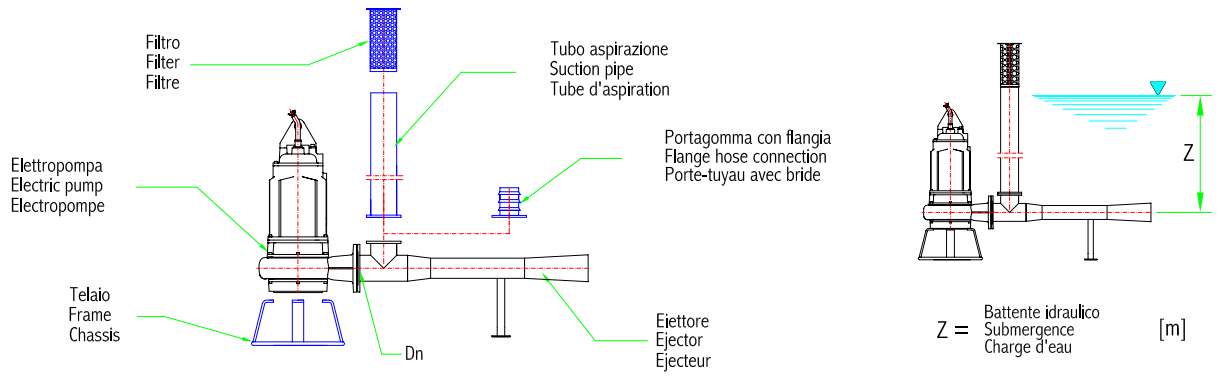 Filtro
Filter
Filtre
Tubo aspirazione
Suction pipe
Tube d'aspiration
Portagomma con flangia
Flange hose connection
Porte-tuyau avec bride
Elettropompa
Electric pump
Electropompe
Telaio
Frame
Chassis
Dn
Eiettore
Ejector
Ejecteur
Z
Z = Battente idraulico
Submergence
Charge d'eau
[m]